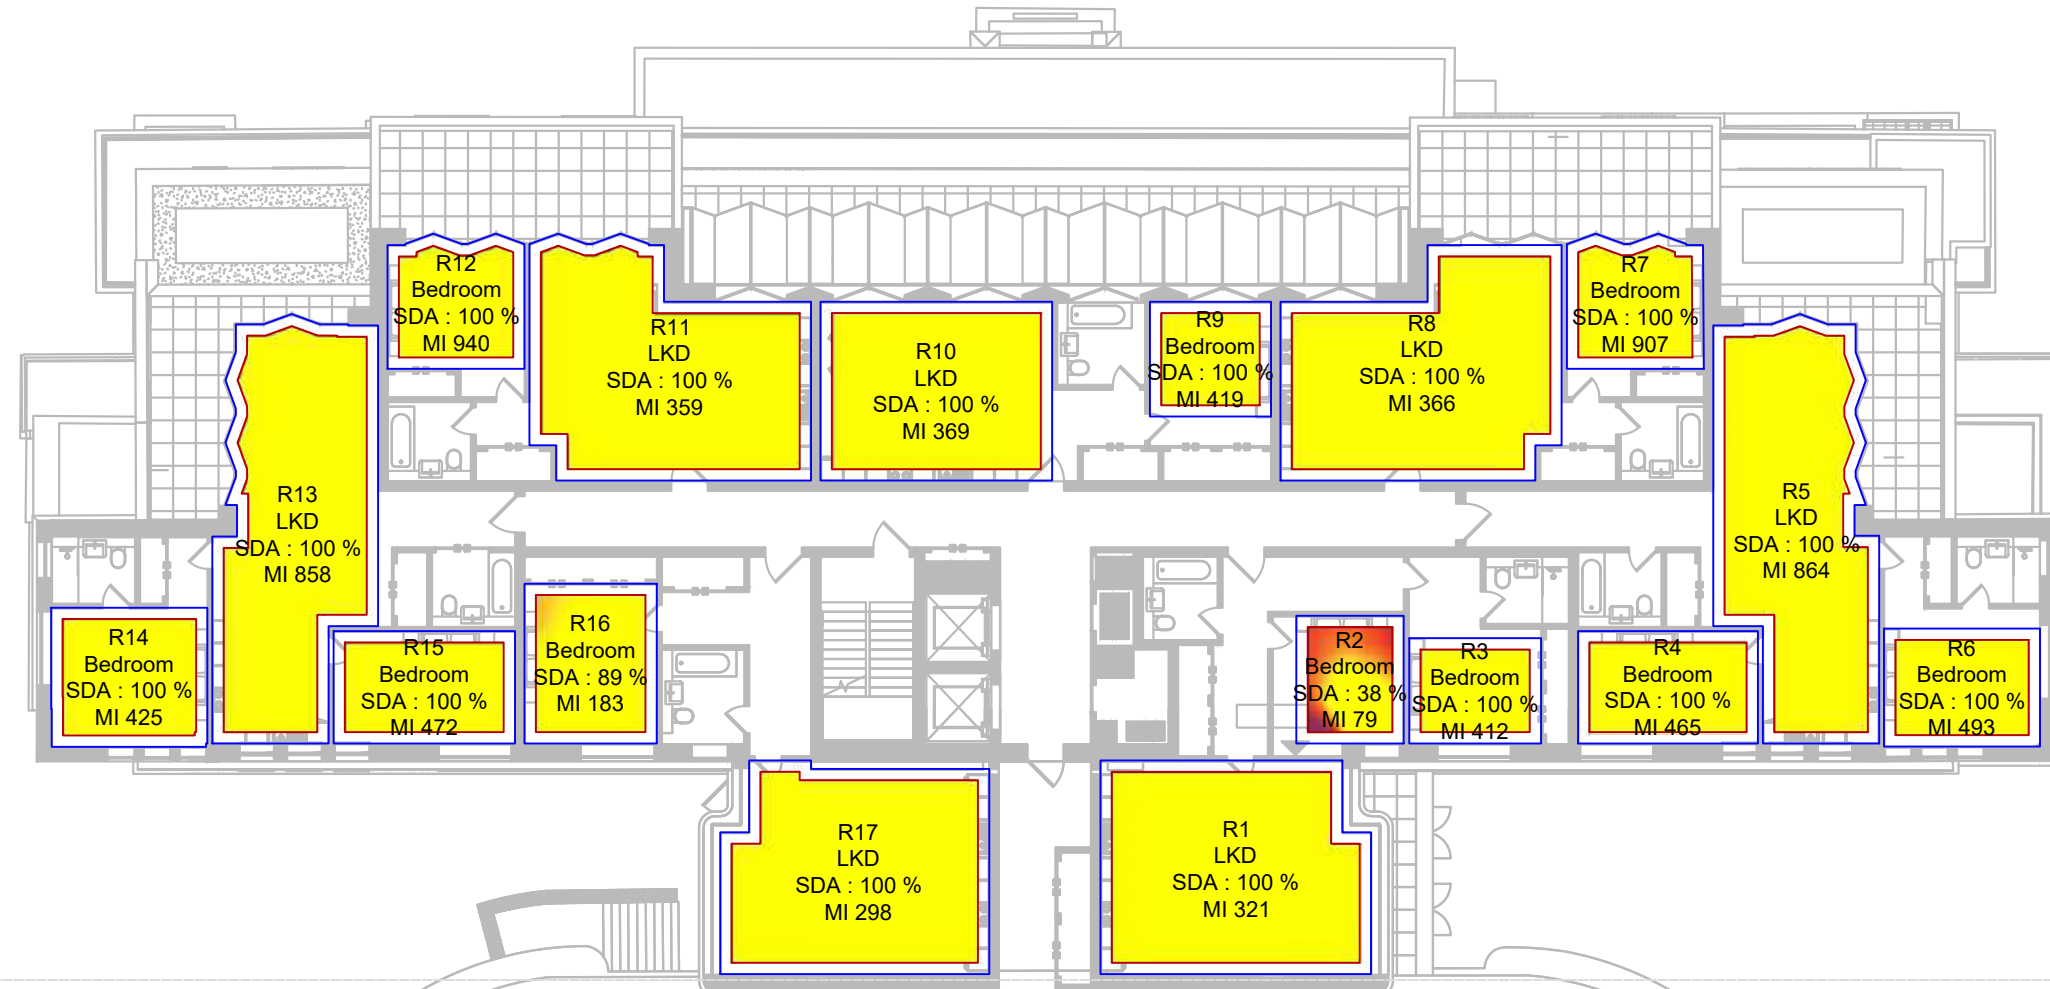 R12
Bedroom
SDA : 100 %
MI 940
R11
LKD
SDA : 100 %
MI 359
R10
LKD
SDA : 100 %
MI 369
R9
Bedroom
SDA : 100 %
MI 419
R8
LKD
SDA : 100 %
MI 366
R7
Bedroom
SDA : 100 %
MI 907
R13
LKD
SDA : 100 %
MI 858
R5
LKD
SDA : 100 %
MI 864
R14
Bedroom
SDA : 100 %
MI 425
R15
Bedroom
SDA : 100 %
MI 472
R16
Bedroom
SDA : 89 %
MI 183
R2
Bedroom
SDA : 38 %
MI 79
R3
Bedroom
SDA : 100 %
MI 412
R4
Bedroom
SDA : 100 %
MI 465
R6
Bedroom
SDA : 100 %
MI 493
R17
LKD
SDA : 100 %
MI 298
R1
LKD
SDA : 100 %
MI 321